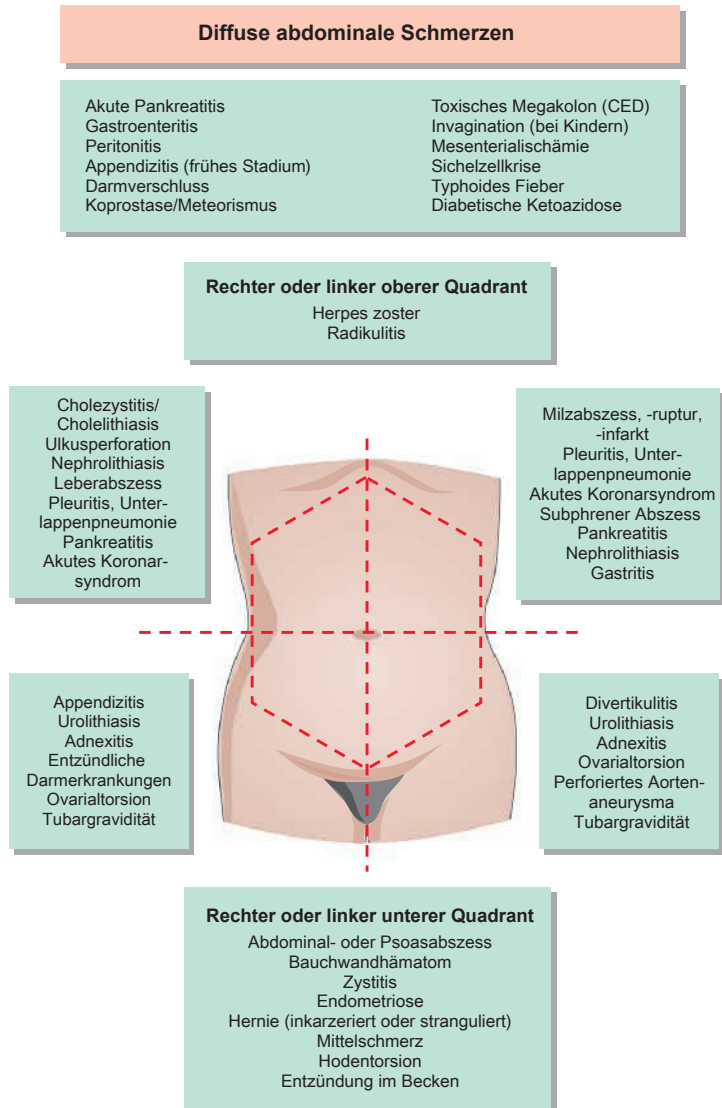 Diffuse abdominale Schmerzen
Akute Pankreatitis
Gastroenteritis
Peritonitis
Appendizitis (frühes Stadium)
Darmverschluss
Koprostase/Meteorismus
Toxisches Megakolon (CED)
Invagination (bei Kindern)
Mesenterialischämie
Sichelzellkrise
Typhoides Fieber
Diabetische Ketoazidose
Rechter oder linker oberer Quadrant
Herpes zoster
Radikulitis
Cholezystitis/
Cholelithiasis
Ulkusperforation
Nephrolithiasis
Leberabszess
Pleuritis, Unter-
lappenpneumonie
Pankreatitis
Akutes Koronar-
syndrom
Milzabszess, -ruptur,
-infarkt
Pleuritis, Unter-
lappenpneumonie
Akutes Koronarsyndrom
Subphrener Abszess
Pankreatitis
Nephrolithiasis
Gastritis
Appendizitis
Urolithiasis
Adnexitis
Entzündliche
Darmerkrankungen
Ovarialtorsion
Tubargravidität
Divertikulitis
Urolithiasis
Adnexitis
Ovarialtorsion
Perforiertes Aorten-
aneurysma
Tubargravidität
Rechter oder linker unterer Quadrant
Abdominal- oder Psoasabszess
Bauchwandhämatom
Zystitis
Endometriose
Hernie (inkarzeriert oder stranguliert)
Mittelschmerz
Hodentorsion
Entzündung im Becken